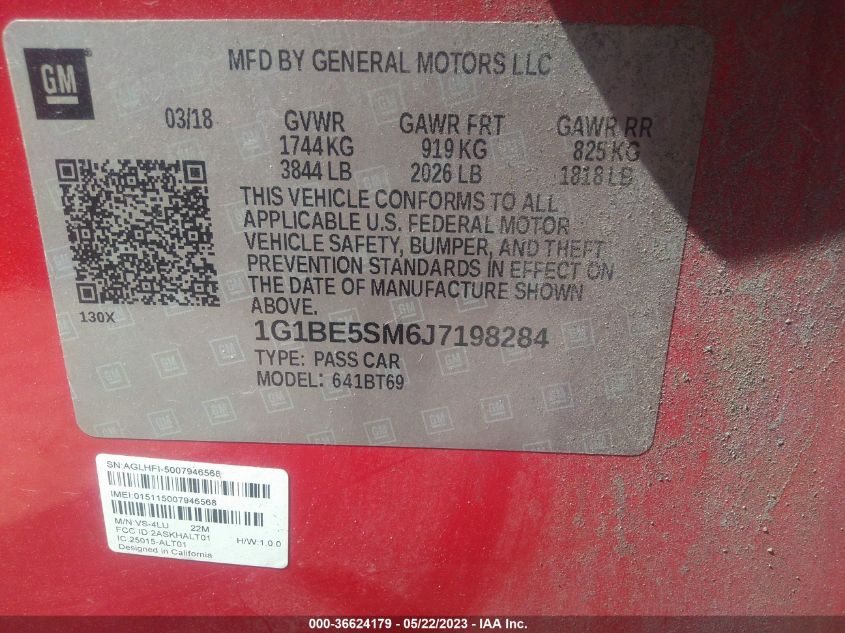 GM
MFD BY GENERAL MOTORS LLC
03/18 GVWR GAWR FRT GAWR RR
1744 KG 919 KG 825 KG
3844 LB 2026 LB 1818 LB
THIS VEHICLE CONFORMS TO ALL
APPLICABLE U.S. FEDERAL MOTOR
VEHICLE SAFETY, BUMPER, AND THEFT
PREVENTION STANDARDS IN EFFECT ON
THE DATE OF MANUFACTURE SHOWN
ABOVE.
130X
1G1BE5SM6J7198284
TYPE: PASS CAR
MODEL: 641BT69
SN:AGLHFI-5007946568
IMEI:015115007946568
M/N:VS-4LU 22M
FCC ID:2ASKHALT01
IC:25015-ALT01 H/W:1.0.0
Designed in California
000-36624179 - 05/22/2023 - IAA Inc.